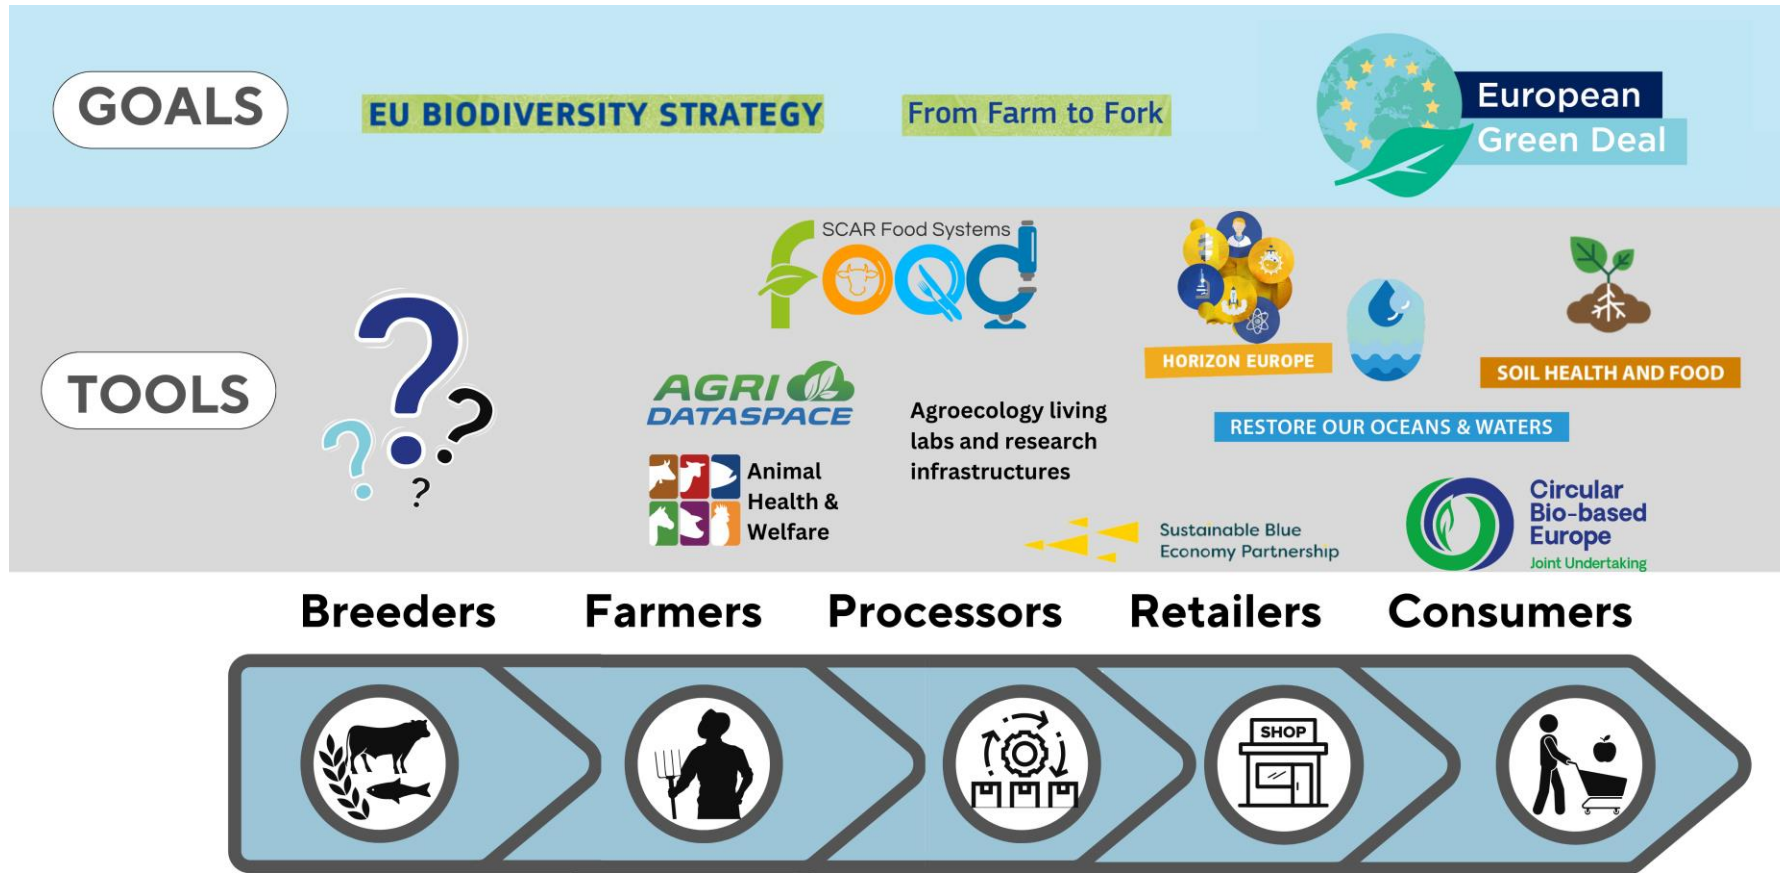 GOALS
EU BIODIVERSITY STRATEGY
From Farm to Fork
European
Green Deal
TOOLS
?
?
?
?
SCAR Food Systems
food
HORIZON EUROPE
SOIL HEALTH AND FOOD
RESTORE OUR OCEANS & WATERS
AGRI
DATASPACE
Agroecology living
labs and research
infrastructures
Animal
Health &
Welfare
Sustainable Blue
Economy Partnership
Circular
Bio-based
Europe
Joint Undertaking
Breeders
Farmers
Processors
Retailers
Consumers
SHOP